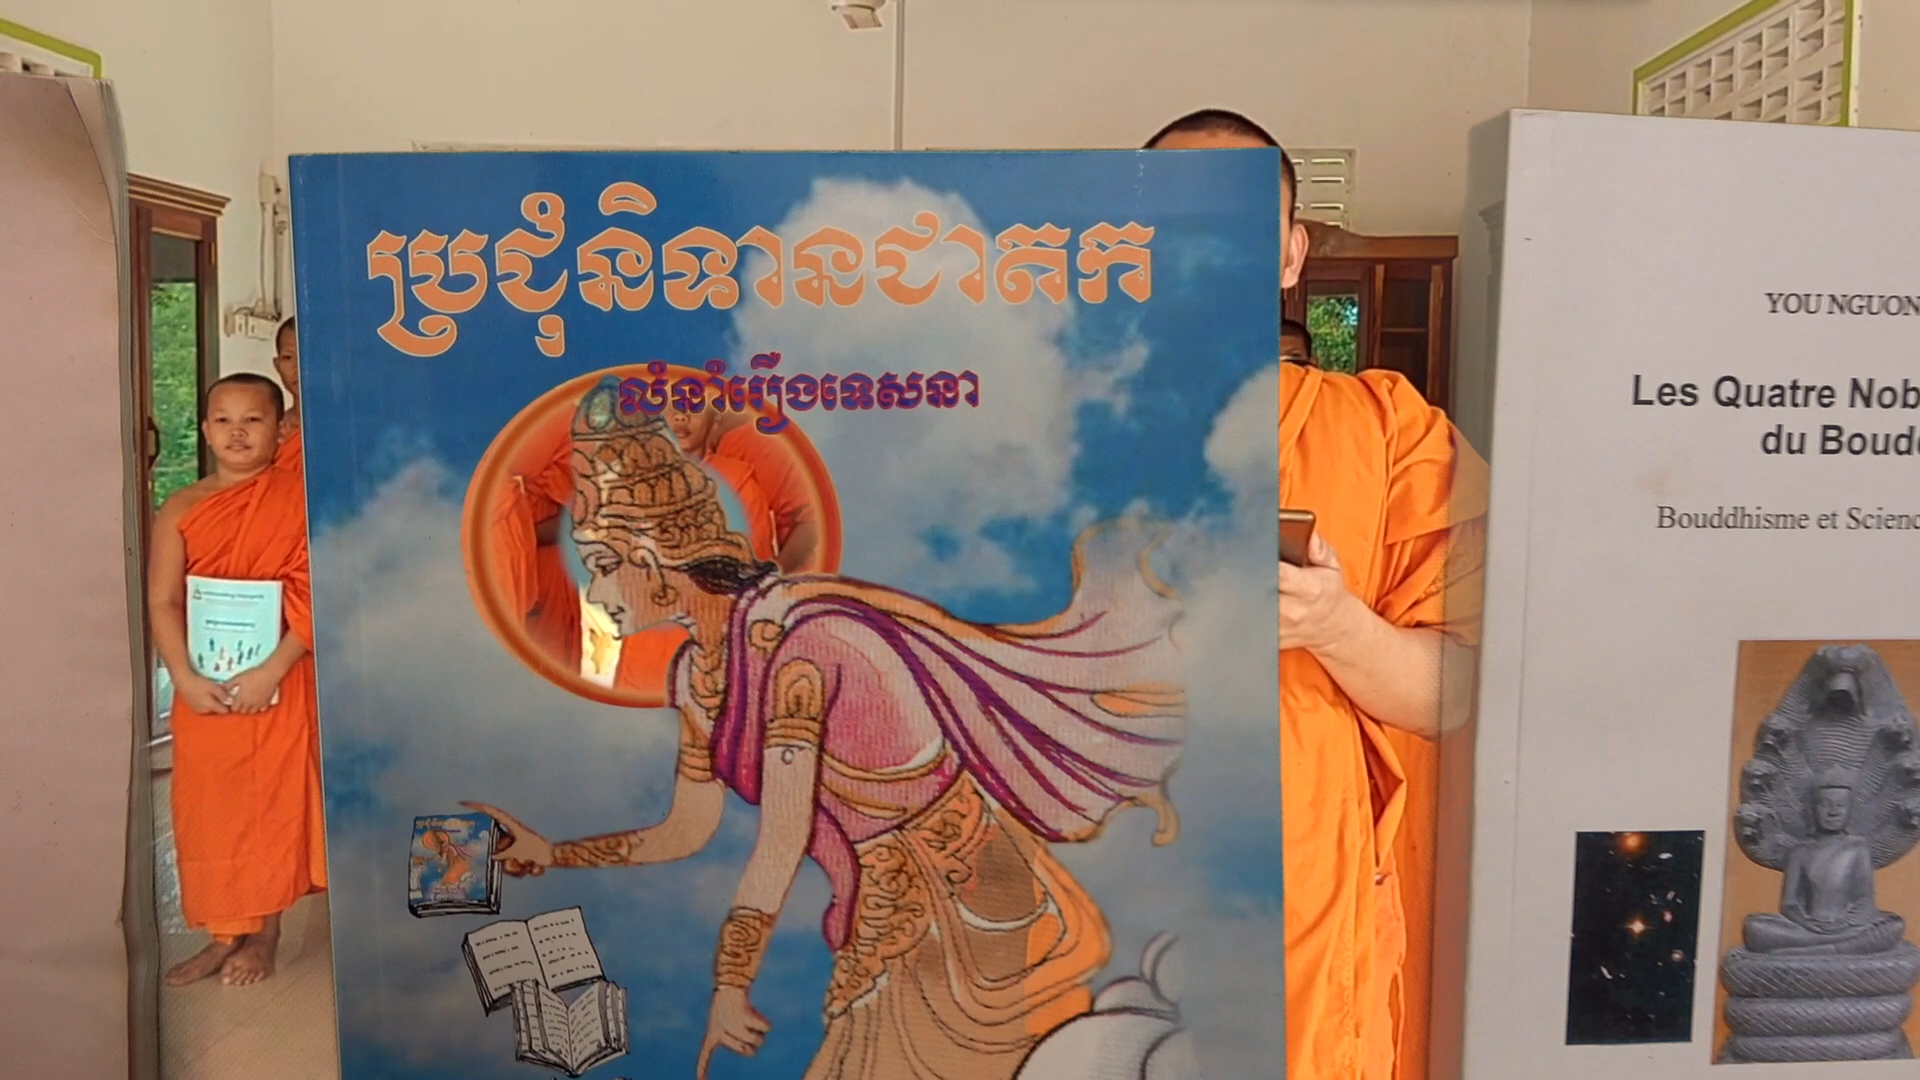 ប្រជុំនិទានជាតក
លំនាំរឿងទេសនា
YOU NGUON
Les Quatre Nob
du Boud
Bouddhisme et Scienc